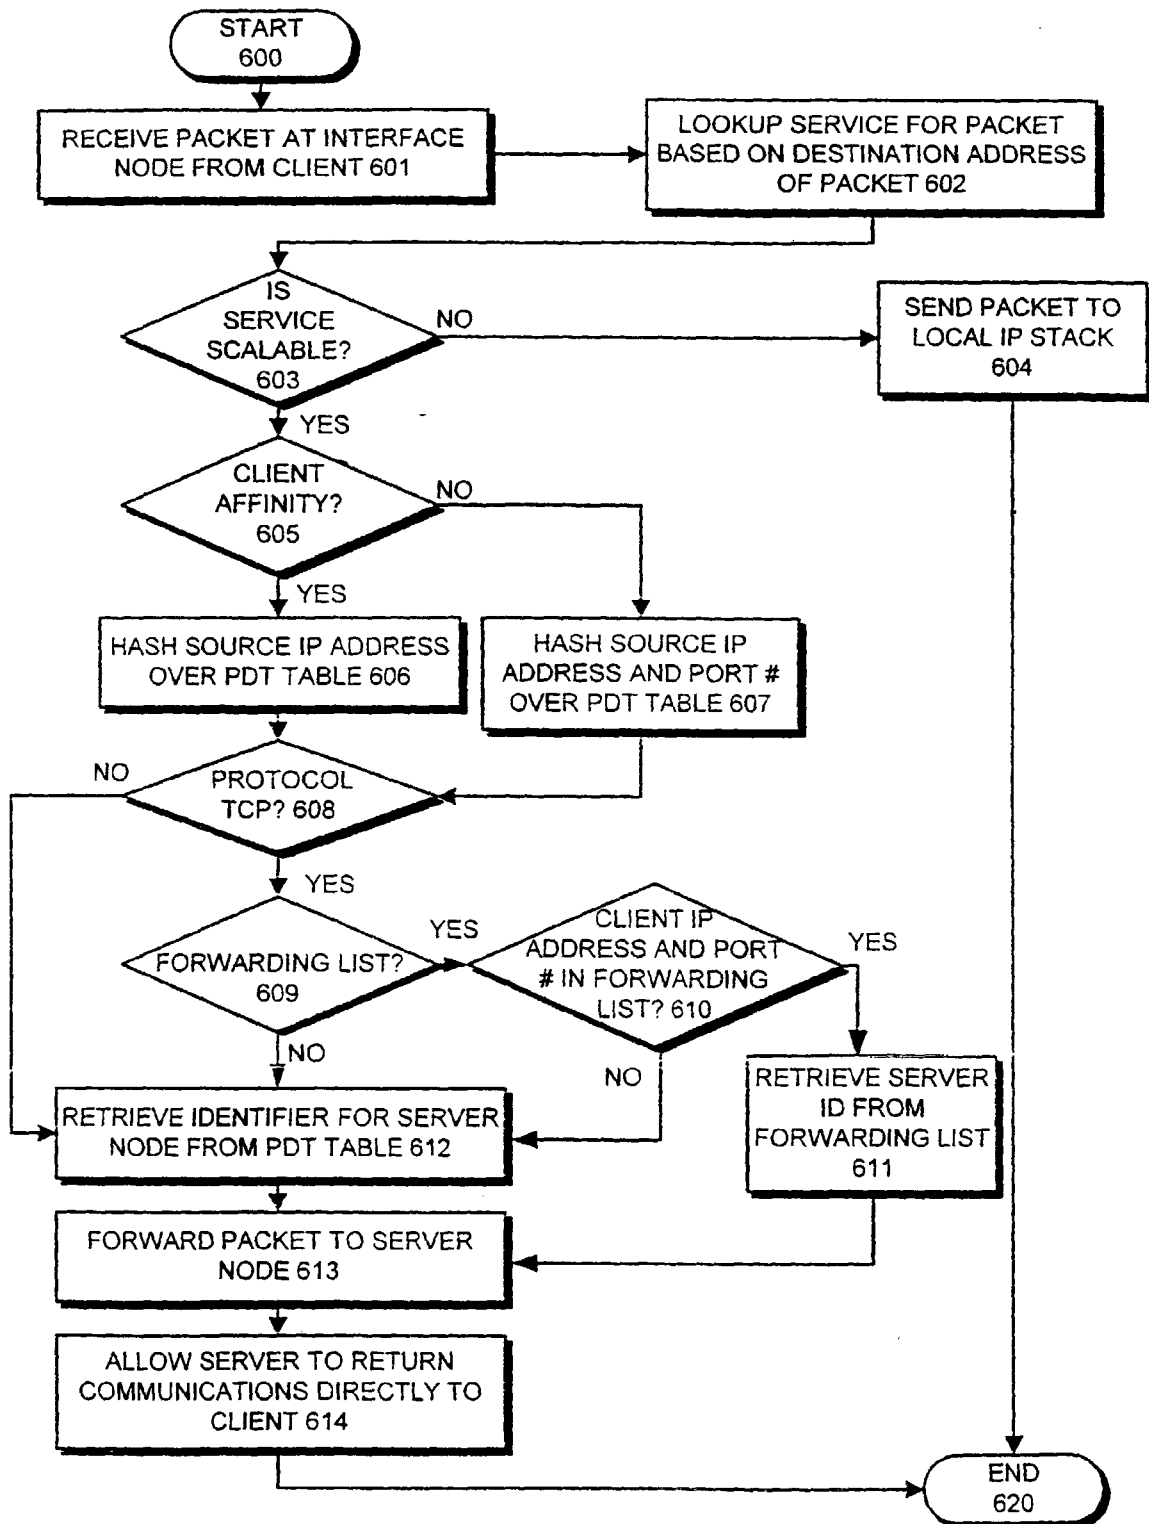 START
600
RECEIVE PACKET AT INTERFACE
NODE FROM CLIENT 601
LOOKUP SERVICE FOR PACKET
BASED ON DESTINATION ADDRESS
OF PACKET 602
IS
SERVICE
SCALABLE?
603
NO
SEND PACKET TO
LOCAL IP STACK
604
YES
CLIENT
AFFINITY?
605
NO
YES
HASH SOURCE IP ADDRESS
OVER PDT TABLE 606
HASH SOURCE IP
ADDRESS AND PORT #
OVER PDT TABLE 607
NO
PROTOCOL
TCP? 608
YES
FORWARDING LIST?
609
YES
CLIENT IP
ADDRESS AND PORT
# IN FORWARDING
LIST? 610
YES
NO
NO
RETRIEVE SERVER
ID FROM
FORWARDING LIST
611
RETRIEVE IDENTIFIER FOR SERVER
NODE FROM PDT TABLE 612
FORWARD PACKET TO SERVER
NODE 613
ALLOW SERVER TO RETURN
COMMUNICATIONS DIRECTLY TO
CLIENT 614
END
620